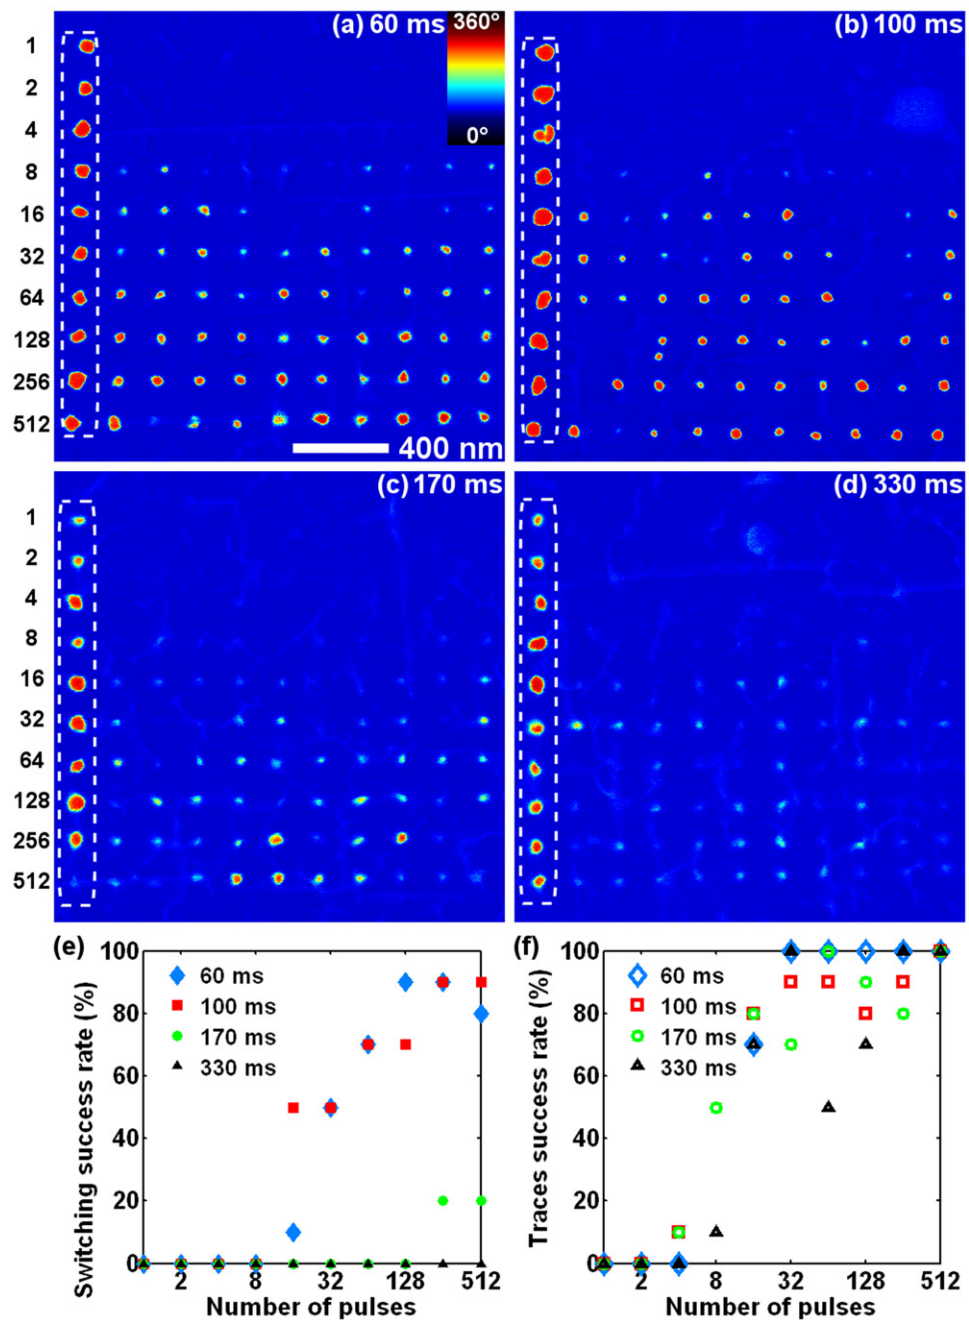 (a) 60 ms
360°
0°
1
2
4
8
16
32
64
128
256
512
400 nm
(b) 100 ms
(c) 170 ms
1
2
4
8
16
32
64
128
256
512
(d) 330 ms
(e)
Switching success rate (%)
100
80
60
40
20
0
60 ms
100 ms
170 ms
330 ms
2 8 32 128 512
Number of pulses
(f)
Traces success rate (%)
100
80
60
40
20
0
60 ms
100 ms
170 ms
330 ms
2 8 32 128 512
Number of pulses